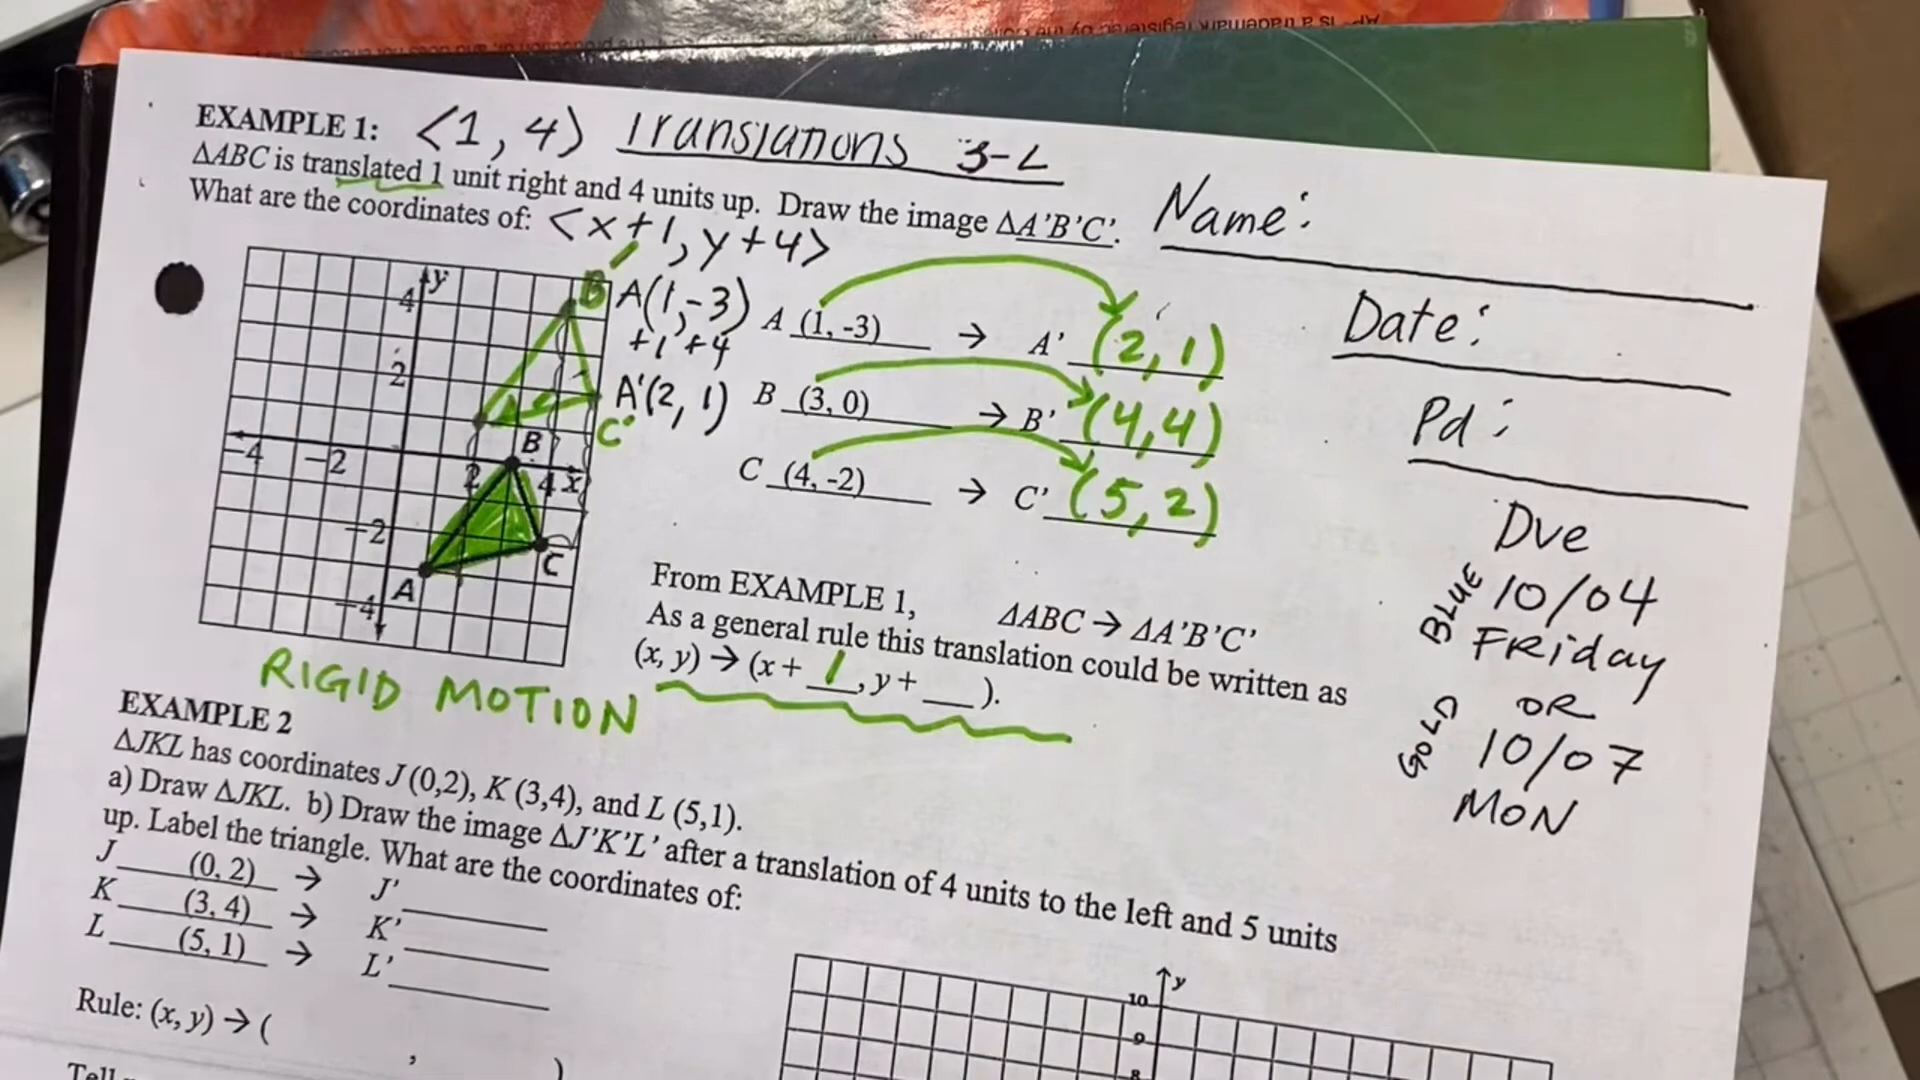 EXAMPLE 1: <1, 4> Translations 3-L
ΔABC is translated 1 unit right and 4 units up. Draw the image ΔA'B'C'.
What are the coordinates of: <x+1, y+4>
Name:
Date:
Pd:
Due
BLUE 10/04
FRiday
OR
GOLD 10/07
MON
y
4
2
-4 -2 2 4 x
-2
-4
B'
C'
B
C
A
A(1,-3)
+1 +4
A'(2, 1)
A (1, -3) → A' (2, 1)
B (3, 0) → B' (4,4)
C (4, -2) → C' (5,2)
From EXAMPLE 1, ΔABC → ΔA'B'C'
As a general rule this translation could be written as
(x, y) → (x + 1, y + __ ).
RIGID MOTION
EXAMPLE 2
ΔJKL has coordinates J (0,2), K (3,4), and L (5,1).
a) Draw ΔJKL. b) Draw the image ΔJ'K'L' after a translation of 4 units to the left and 5 units
up. Label the triangle. What are the coordinates of:
J (0, 2) → J'
K (3, 4) → K'
L (5, 1) → L'
Rule: (x, y) → ( , )
y
10
9
8